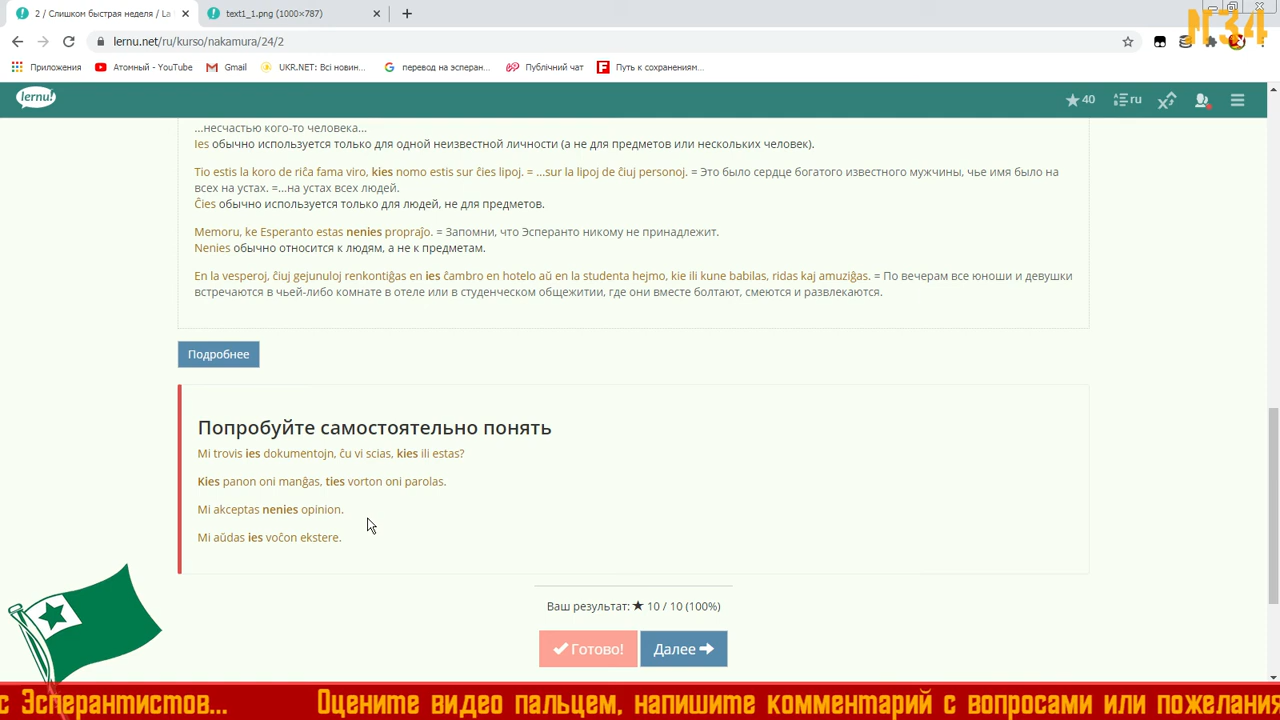 2 / Слишком быстрая неделя / La
text1_1.png (1000×787)
N34
lernu.net/ru/kurso/nakamura/24/2
Приложения
Атомный - YouTube
Gmail
UKR.NET: Всі новин...
перевод на эсперан...
Публічний чат
Путь к сохранениям...
lernu!
40
ru
...несчастью кого-то человека...
Ies обычно используется только для одной неизвестной личности (а не для предметов или нескольких человек).
Tio estis la koro de riĉa fama viro, kies nomo estis sur ĉies lipoj. = ...sur la lipoj de ĉiuj personoj. = Это было сердце богатого известного мужчины, чье имя было на
всех на устах. =...на устах всех людей.
Ĉies обычно используется только для людей, не для предметов.
Memoru, ke Esperanto estas nenies propraĵo. = Запомни, что Эсперанто никому не принадлежит.
Nenies обычно относится к людям, а не к предметам.
En la vesperoj, ĉiuj gejunuloj renkontiĝas en ies ĉambro en hotelo aŭ en la studenta hejmo, kie ili kune babilas, ridas kaj amuziĝas. = По вечерам все юноши и девушки
встречаются в чьей-либо комнате в отеле или в студенческом общежитии, где они вместе болтают, смеются и развлекаются.
Подробнее
Попробуйте самостоятельно понять
Mi trovis ies dokumentojn, ĉu vi scias, kies ili estas?
Kies panon oni manĝas, ties vorton oni parolas.
Mi akceptas nenies opinion.
Mi aŭdas ies voĉon ekstere.
Ваш результат: ★ 10 / 10 (100%)
Готово!
Далее
с Эсперантистов... Оцените видео пальцем, напишите комментарий с вопросами или пожелания